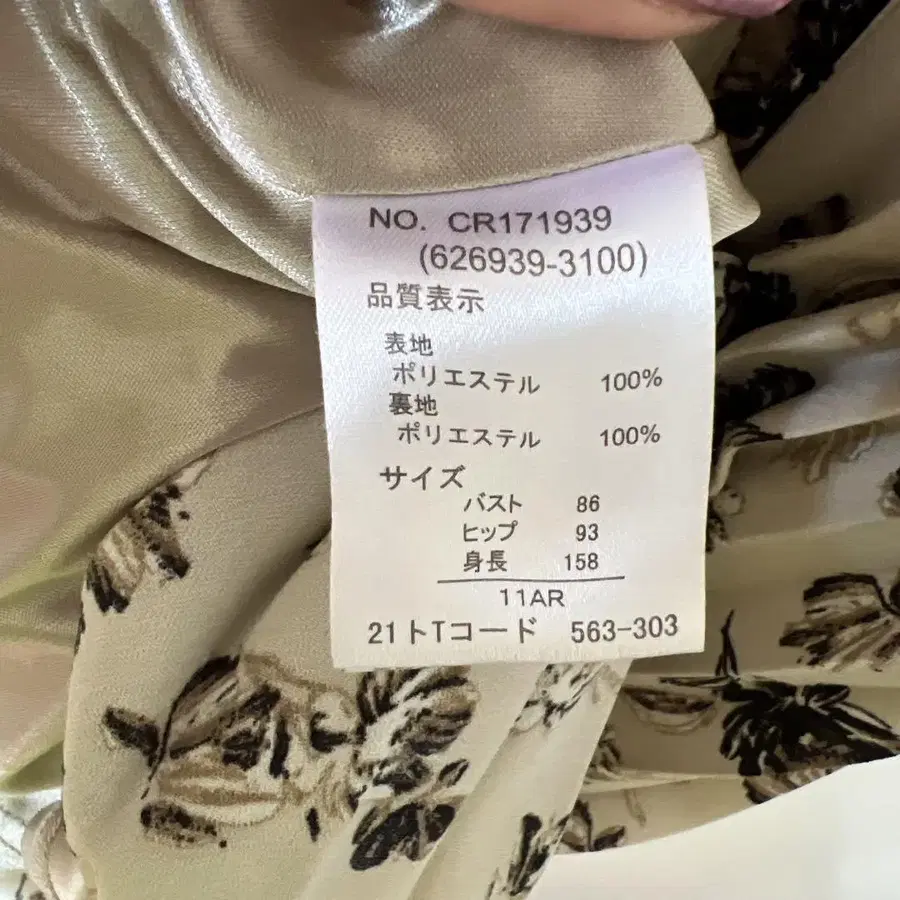 NO. CR171939
(626939-3100)
品質表示
表地
ポリエステル 100%
裏地
ポリエステル 100%
サイズ
バスト 86
ヒップ 93
身長 158
11AR
21トTコード 563-303